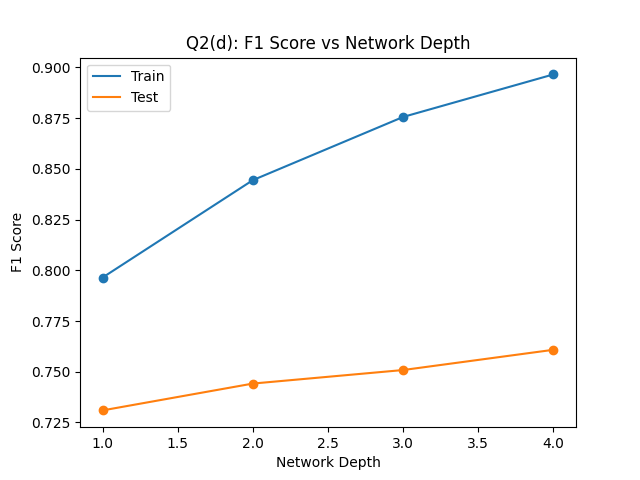 Q2(d): F1 Score vs Network Depth
Train
Test
F1 Score
0.900
0.875
0.850
0.825
0.800
0.775
0.750
0.725
1.0 1.5 2.0 2.5 3.0 3.5 4.0
Network Depth